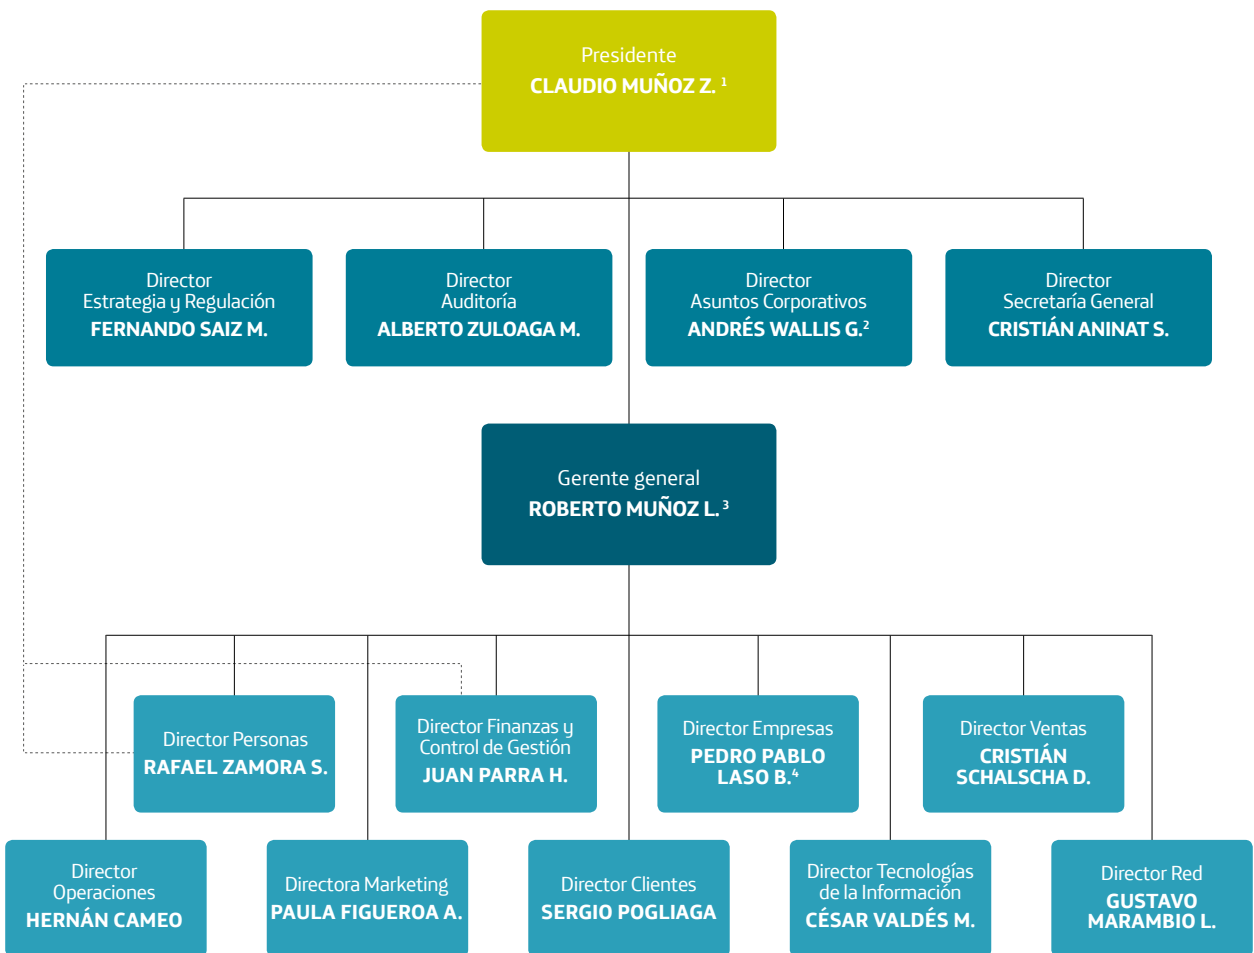 Presidente
CLAUDIO MUÑOZ Z. 1
Director
Estrategia y Regulación
FERNANDO SAIZ M.
Director
Auditoría
ALBERTO ZULOAGA M.
Director
Asuntos Corporativos
ANDRÉS WALLIS G.2
Director
Secretaría General
CRISTIÁN ANINAT S.
Gerente general
ROBERTO MUÑOZ L. 3
Director Personas
RAFAEL ZAMORA S.
Director Finanzas y
Control de Gestión
JUAN PARRA H.
Director Empresas
PEDRO PABLO
LASO B.4
Director Ventas
CRISTIÁN
SCHALSCHA D.
Director
Operaciones
HERNÁN CAMEO
Directora Marketing
PAULA FIGUEROA A.
Director Clientes
SERGIO POGLIAGA
Director Tecnologías
de la Información
CÉSAR VALDÉS M.
Director Red
GUSTAVO
MARAMBIO L.